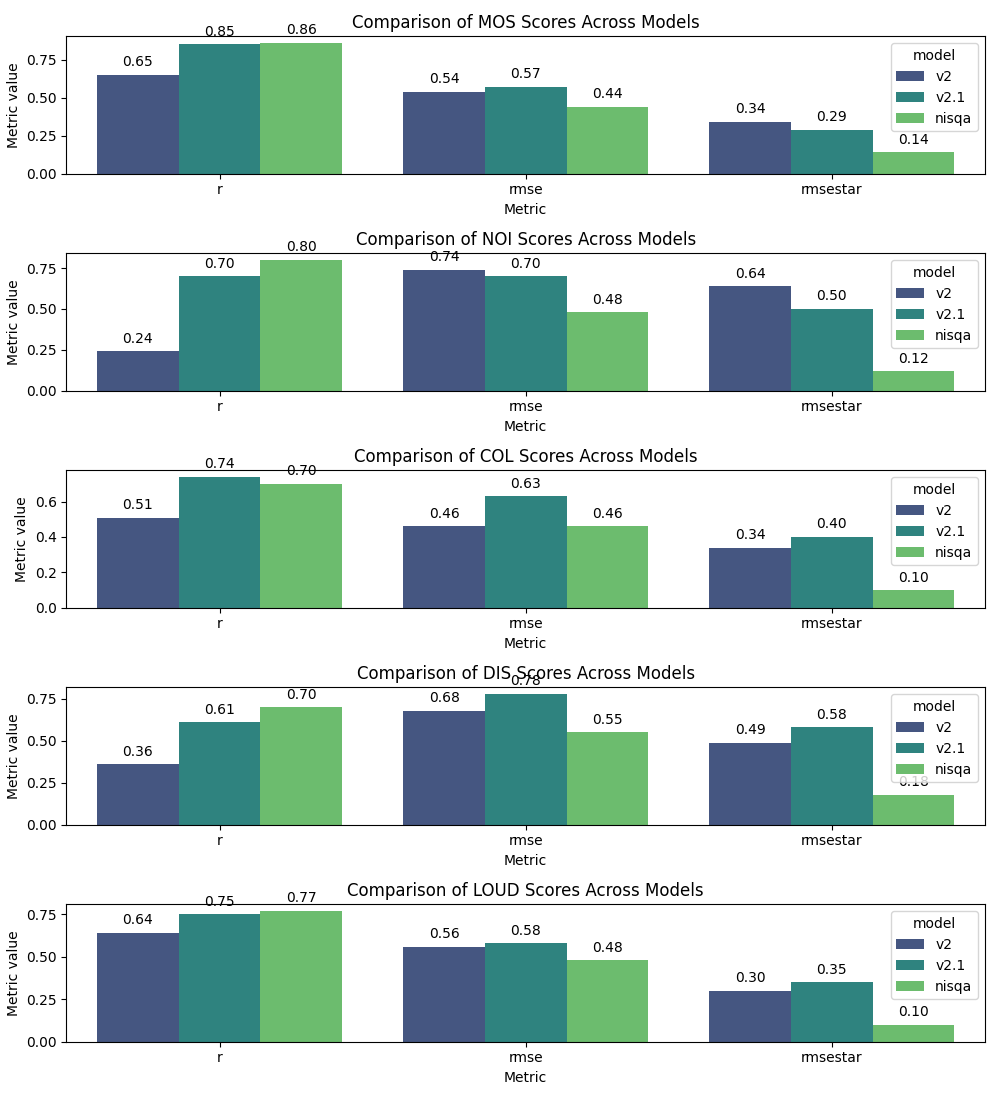 Comparison of MOS Scores Across Models
Metric value
0.75
0.50
0.25
0.00
0.65
0.85
0.86
0.54
0.57
0.44
0.34
0.29
0.14
model
v2
v2.1
nisqa
r
rmse
rmsestar
Metric
Comparison of NOI Scores Across Models
Metric value
0.75
0.50
0.25
0.00
0.24
0.70
0.80
0.74
0.70
0.48
0.64
0.50
0.12
model
v2
v2.1
nisqa
r
rmse
rmsestar
Metric
Comparison of COL Scores Across Models
Metric value
0.6
0.4
0.2
0.0
0.51
0.74
0.70
0.46
0.63
0.46
0.34
0.40
0.10
model
v2
v2.1
nisqa
r
rmse
rmsestar
Metric
Comparison of DIS Scores Across Models
Metric value
0.75
0.50
0.25
0.00
0.36
0.61
0.70
0.68
0.78
0.55
0.49
0.58
0.18
model
v2
v2.1
nisqa
r
rmse
rmsestar
Metric
Comparison of LOUD Scores Across Models
Metric value
0.75
0.50
0.25
0.00
0.64
0.75
0.77
0.56
0.58
0.48
0.30
0.35
0.10
model
v2
v2.1
nisqa
r
rmse
rmsestar
Metric